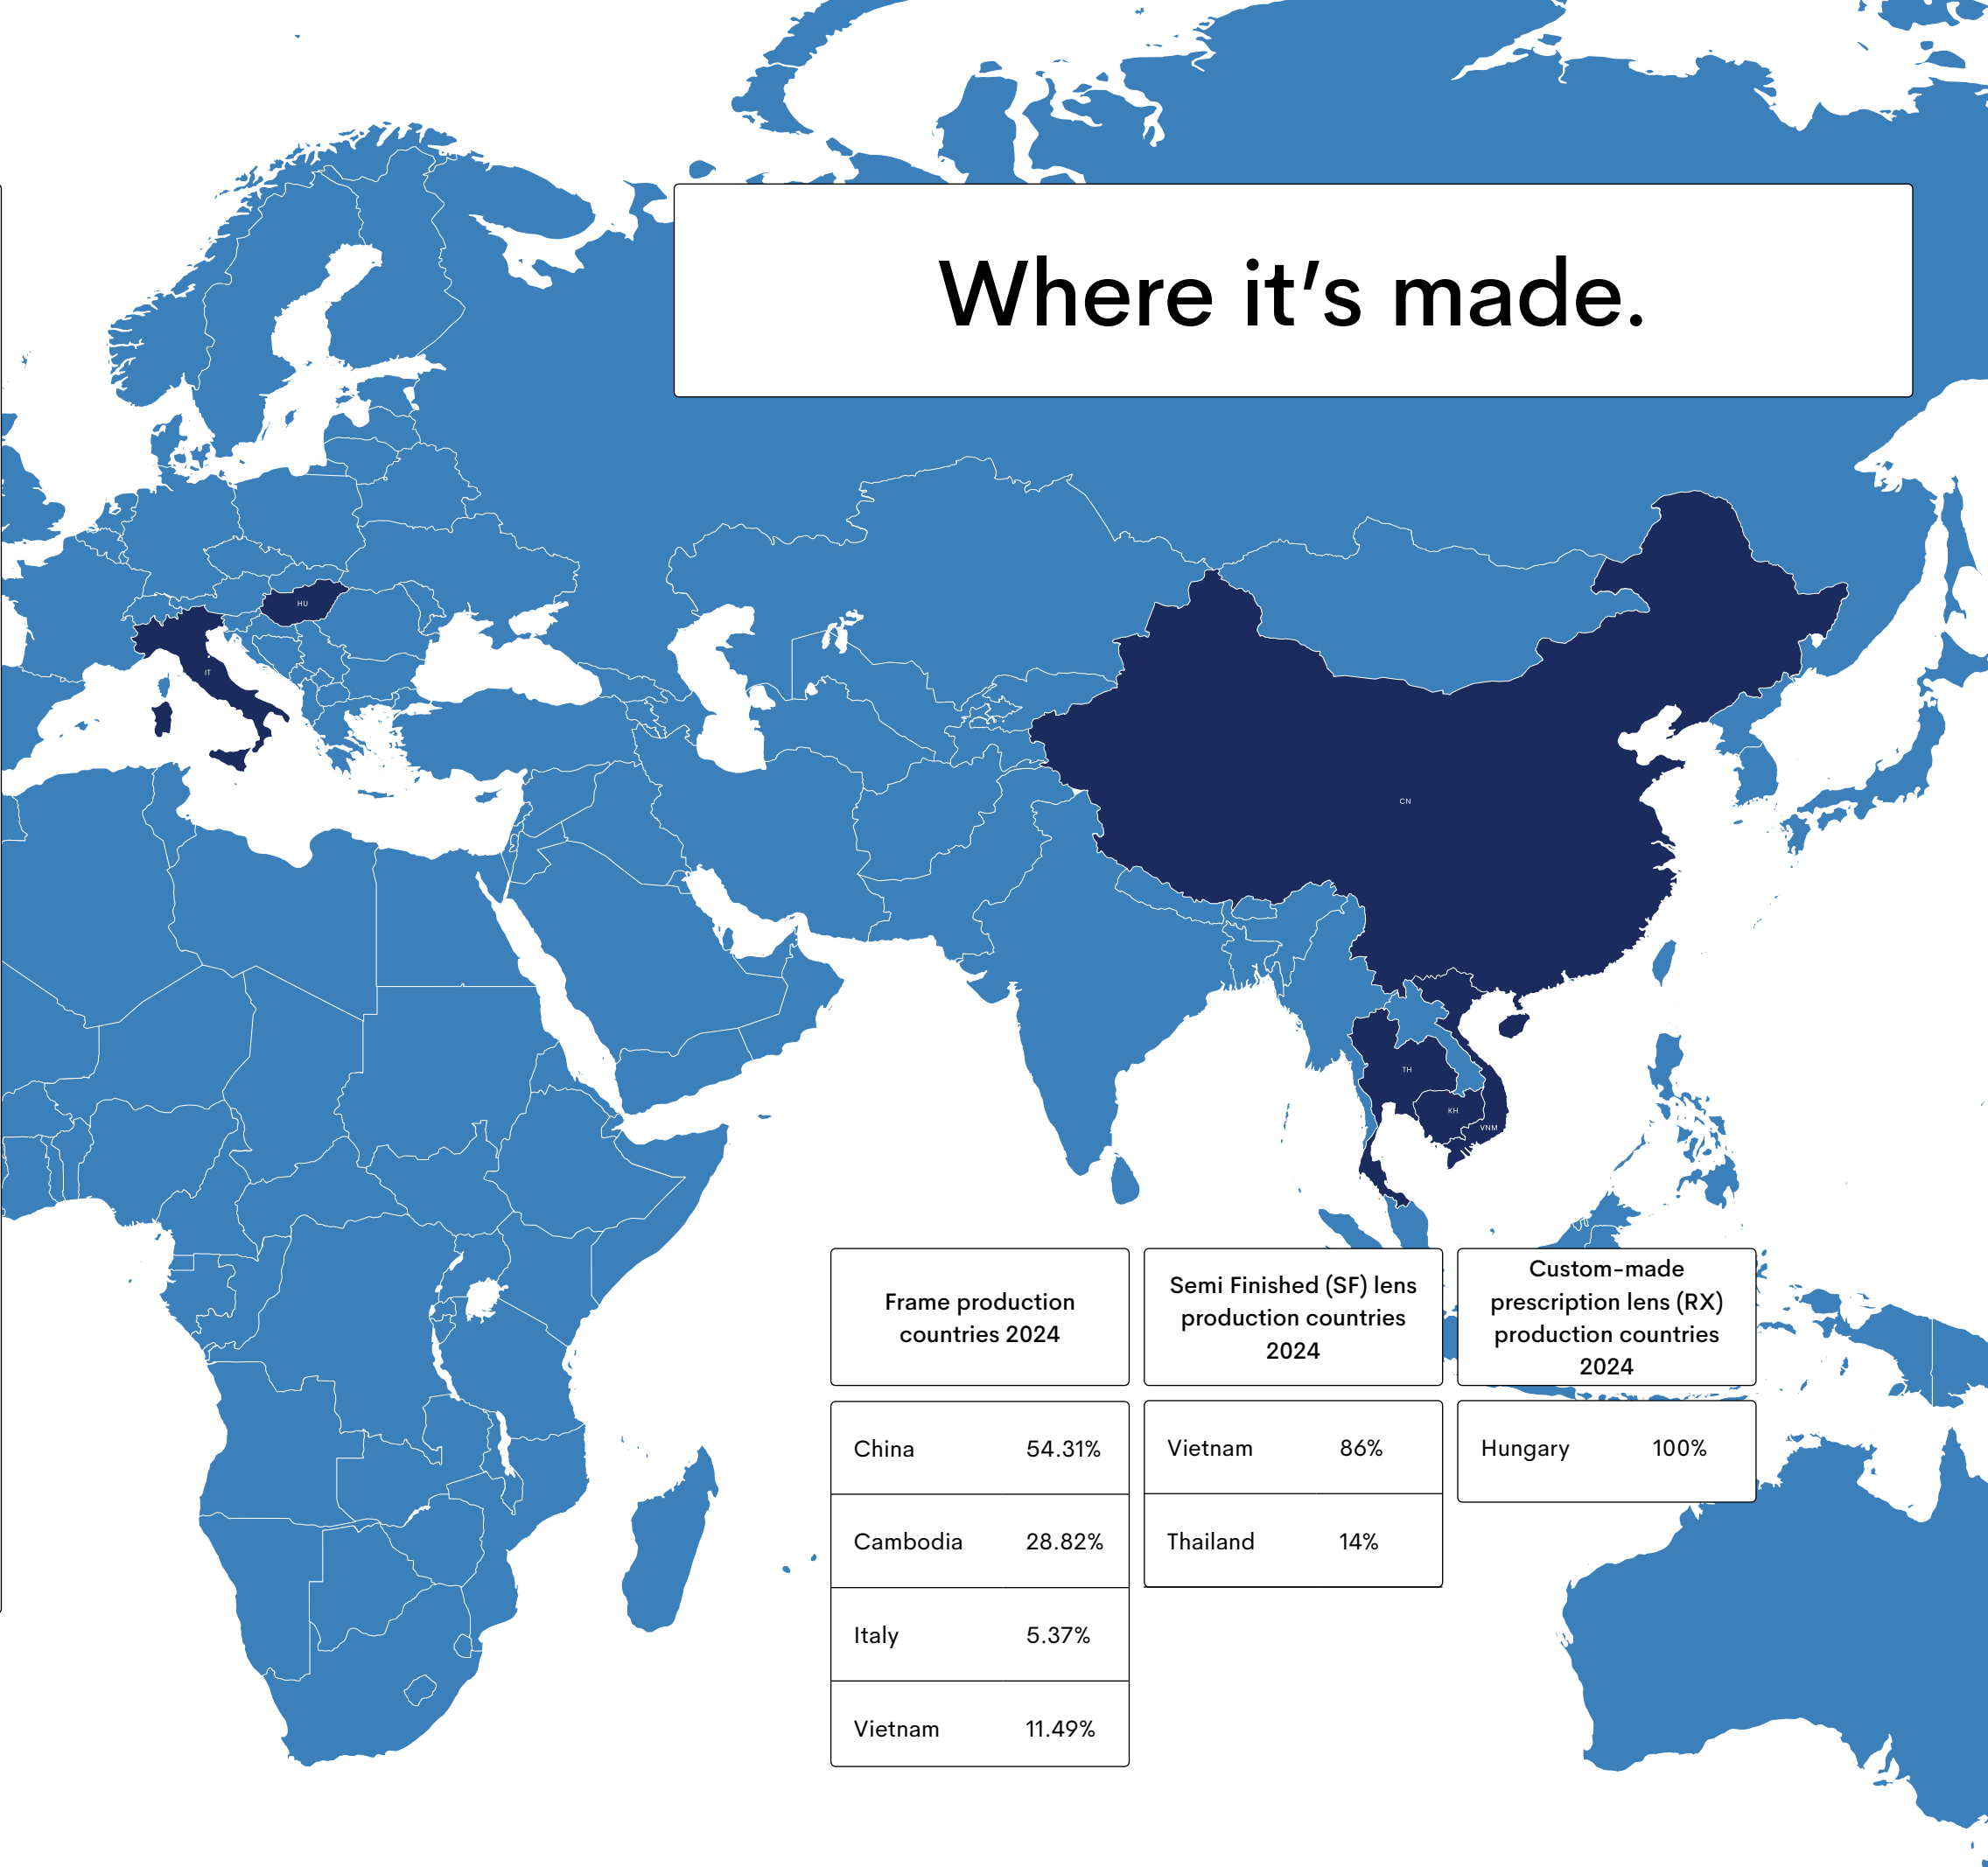 Where it's made.
HU
IT
CN
TH
KH
VNM
Frame production
countries 2024
China 54.31%
Cambodia 28.82%
Italy 5.37%
Vietnam 11.49%
Semi Finished (SF) lens
production countries
2024
Vietnam 86%
Thailand 14%
Custom-made
prescription lens (RX)
production countries
2024
Hungary 100%